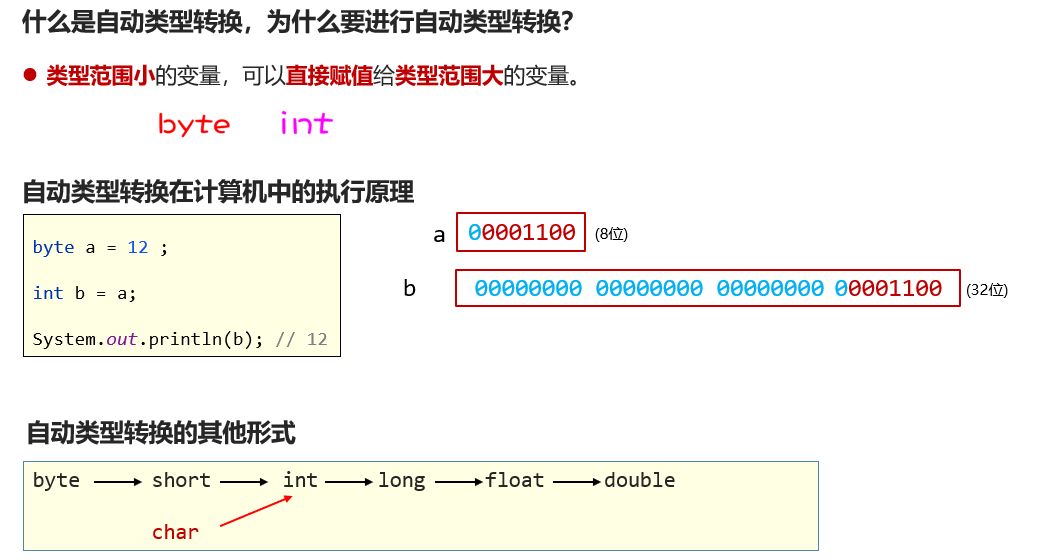 什么是自动类型转换，为什么要进行自动类型转换？
● 类型范围小的变量，可以直接赋值给类型范围大的变量。
byte int
自动类型转换在计算机中的执行原理
byte a = 12 ;
int b = a;
System.out.println(b); // 12
a 00001100 (8位)
b 00000000 00000000 00000000 00001100 (32位)
自动类型转换的其他形式
byte → short → int → long → float → double
char